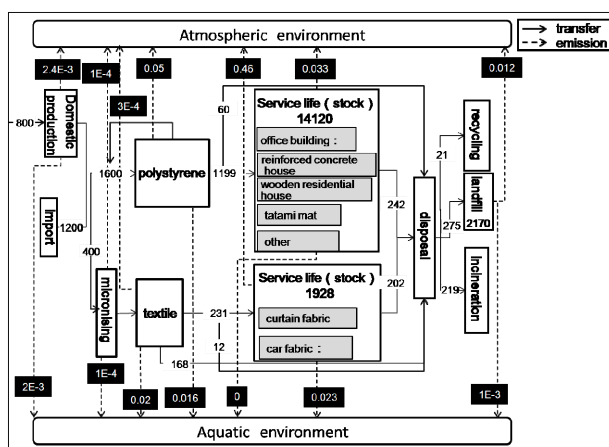 Atmospheric environment
transfer
emission
2.4E-3
1E-4
0.05
0.46
0.033
0.012
3E-4
60
800
Domestic
production
Service life ( stock )
14120
office building :
reinforced concrete
house
wooden residential
house
tatami mat
other
polystyrene
1600
1199
recycling
21
landfill
2170
import
1200
400
242
disposal
275
micronising
textile
231
12
Service life ( stock )
1928
curtain fabric
car fabric :
202
219
incineration
168
2E-3
1E-4
0.02
0.016
0
0.023
1E-3
Aquatic environment